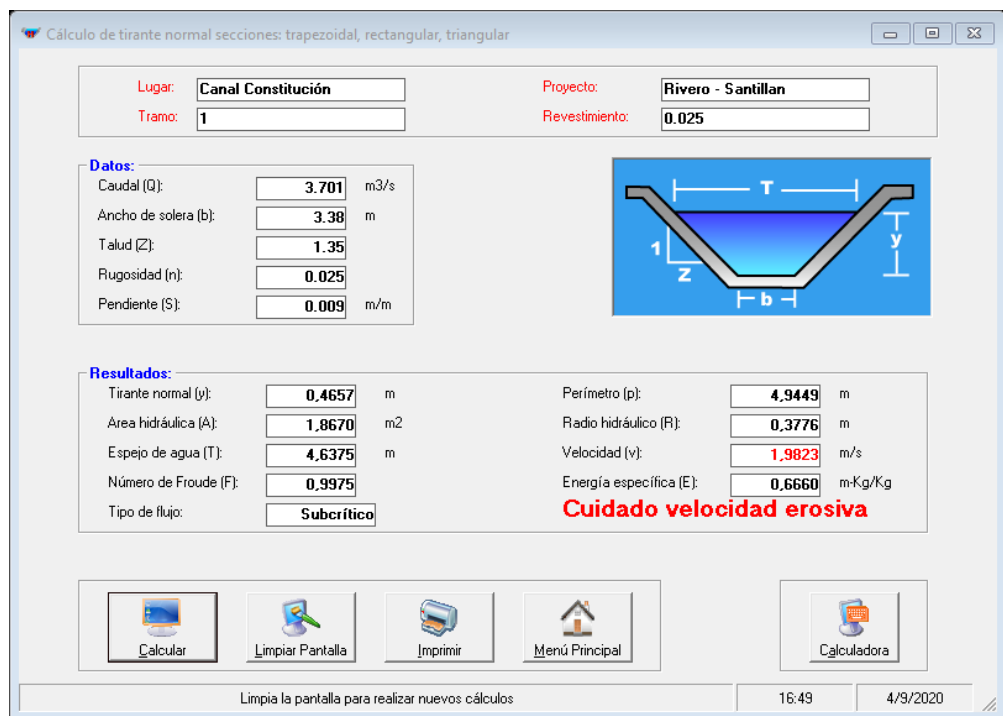 Cálculo de tirante normal secciones: trapezoidal, rectangular, triangular
Lugar: Canal Constitución Proyecto: Rivero - Santillan
Tramo: 1 Revestimiento: 0.025
Datos:
Caudal (Q): 3.701 m3/s
Ancho de solera (b): 3.38 m
Talud (Z): 1.35
Rugosidad (n): 0.025
Pendiente (S): 0.009 m/m
T
1
y
Z
b
Resultados:
Tirante normal (y): 0,4657 m Perímetro (p): 4,9449 m
Area hidráulica (A): 1,8670 m2 Radio hidráulico (R): 0,3776 m
Espejo de agua (T): 4,6375 m Velocidad (v): 1,9823 m/s
Número de Froude (F): 0,9975 Energía específica (E): 0,6660 m-Kg/Kg
Tipo de flujo: Subcrítico Cuidado velocidad erosiva
Calcular Limpiar Pantalla Imprimir Menú Principal Calculadora
Limpia la pantalla para realizar nuevos cálculos 16:49 4/9/2020